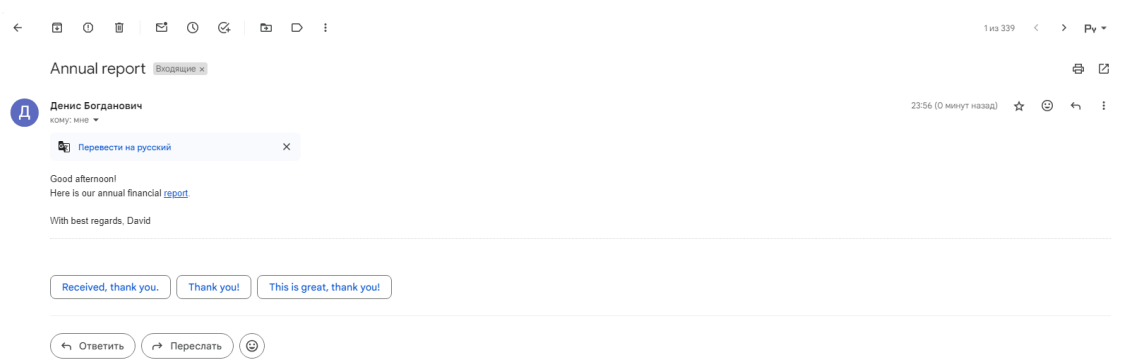 1 из 339
Ру
Annual report Входящие ×
Д
Денис Богданович
23:56 (0 минут назад)
кому: мне
Перевести на русский
Good afternoon!
Here is our annual financial report.
With best regards, David
Received, thank you. Thank you! This is great, thank you!
Ответить Переслать